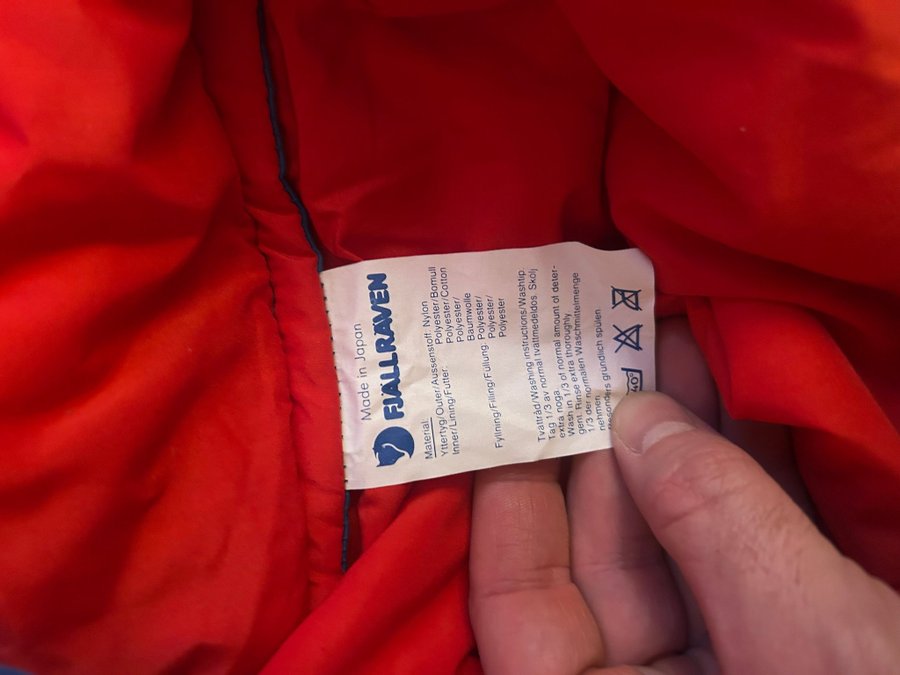 Made in Japan
FJÄLLRÄVEN
Material:
Yttertyg/Outer/Aussenstoff: Nylon
Inner/Lining/Futter: Polyester/Bomull
Polyester/Cotton
Polyester/
Baumwolle
Fyllning/Filling/Füllung: Polyester/
Polyester/
Polyester
Tvättråd/Washing instructions/Washtip.
Tag 1/3 av normal tvättmedeldos. Skölj
extra noga.
Wash in 1/3 of normal amount of deter-
gent. Rinse extra thoroughly.
1/3 der normalen Waschmittelmenge
nehmen.
Besonders gründlich spülen.
40°